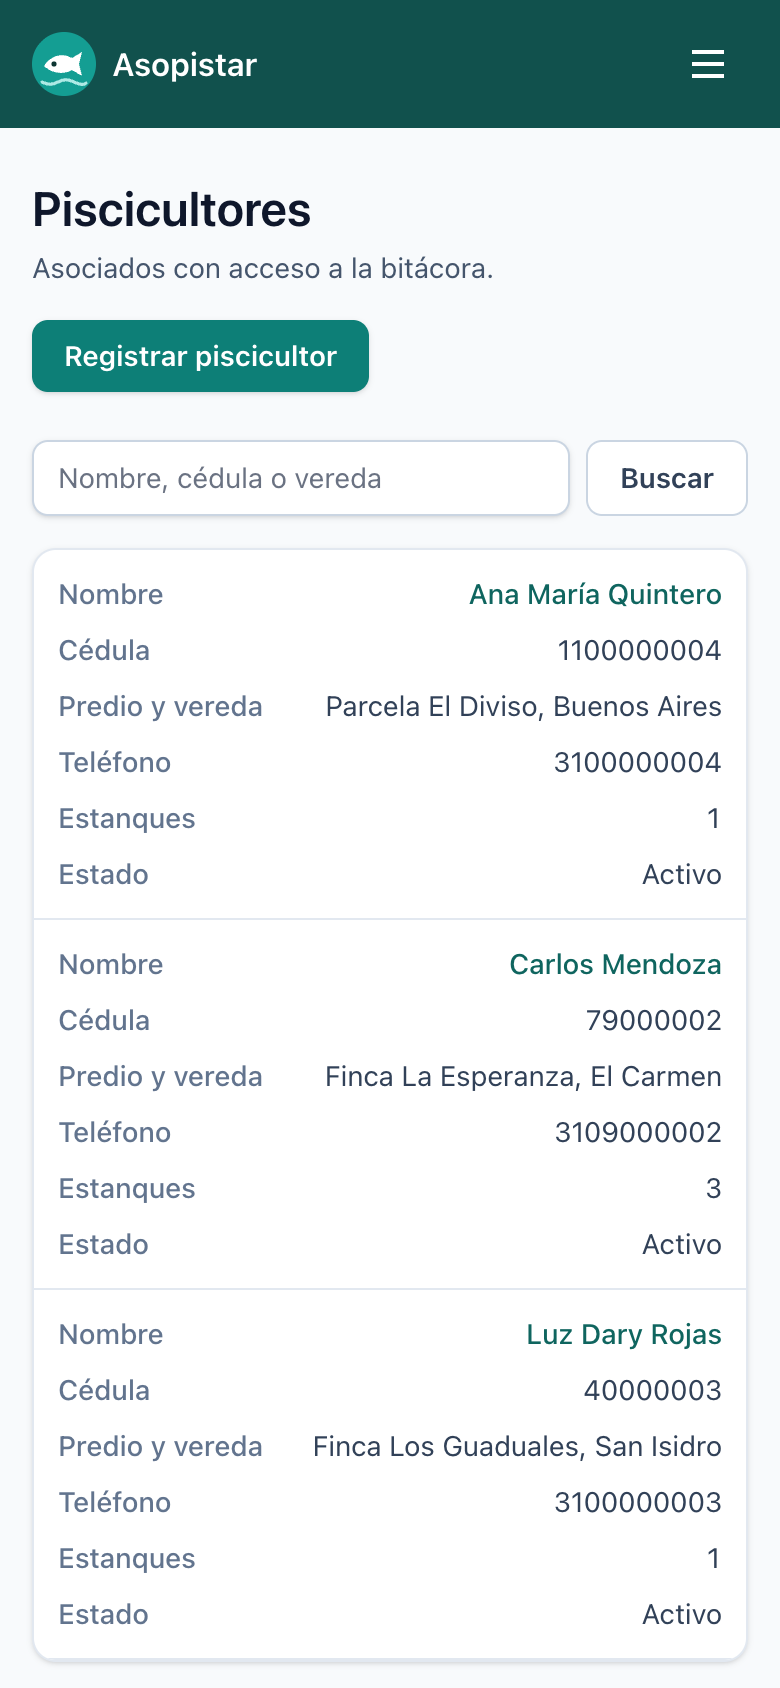 Asopistar
Piscicultores
Asociados con acceso a la bitácora.
Registrar piscicultor
Nombre, cédula o vereda
Buscar
Nombre Ana María Quintero
Cédula 1100000004
Predio y vereda Parcela El Diviso, Buenos Aires
Teléfono 3100000004
Estanques 1
Estado Activo
Nombre Carlos Mendoza
Cédula 79000002
Predio y vereda Finca La Esperanza, El Carmen
Teléfono 3109000002
Estanques 3
Estado Activo
Nombre Luz Dary Rojas
Cédula 40000003
Predio y vereda Finca Los Guaduales, San Isidro
Teléfono 3100000003
Estanques 1
Estado Activo